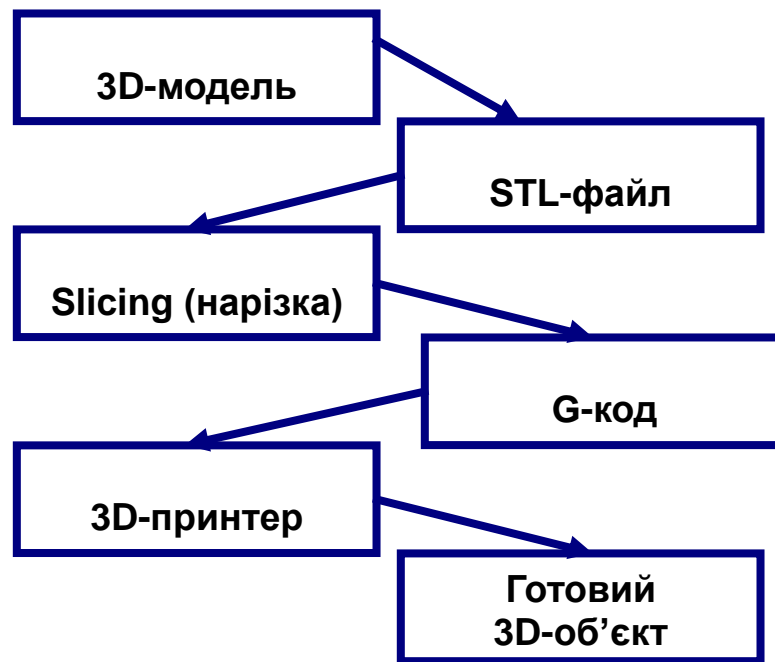 3D-модель
STL-файл
Slicing (нарізка)
G-код
3D-принтер
Готовий
3D-об’єкт